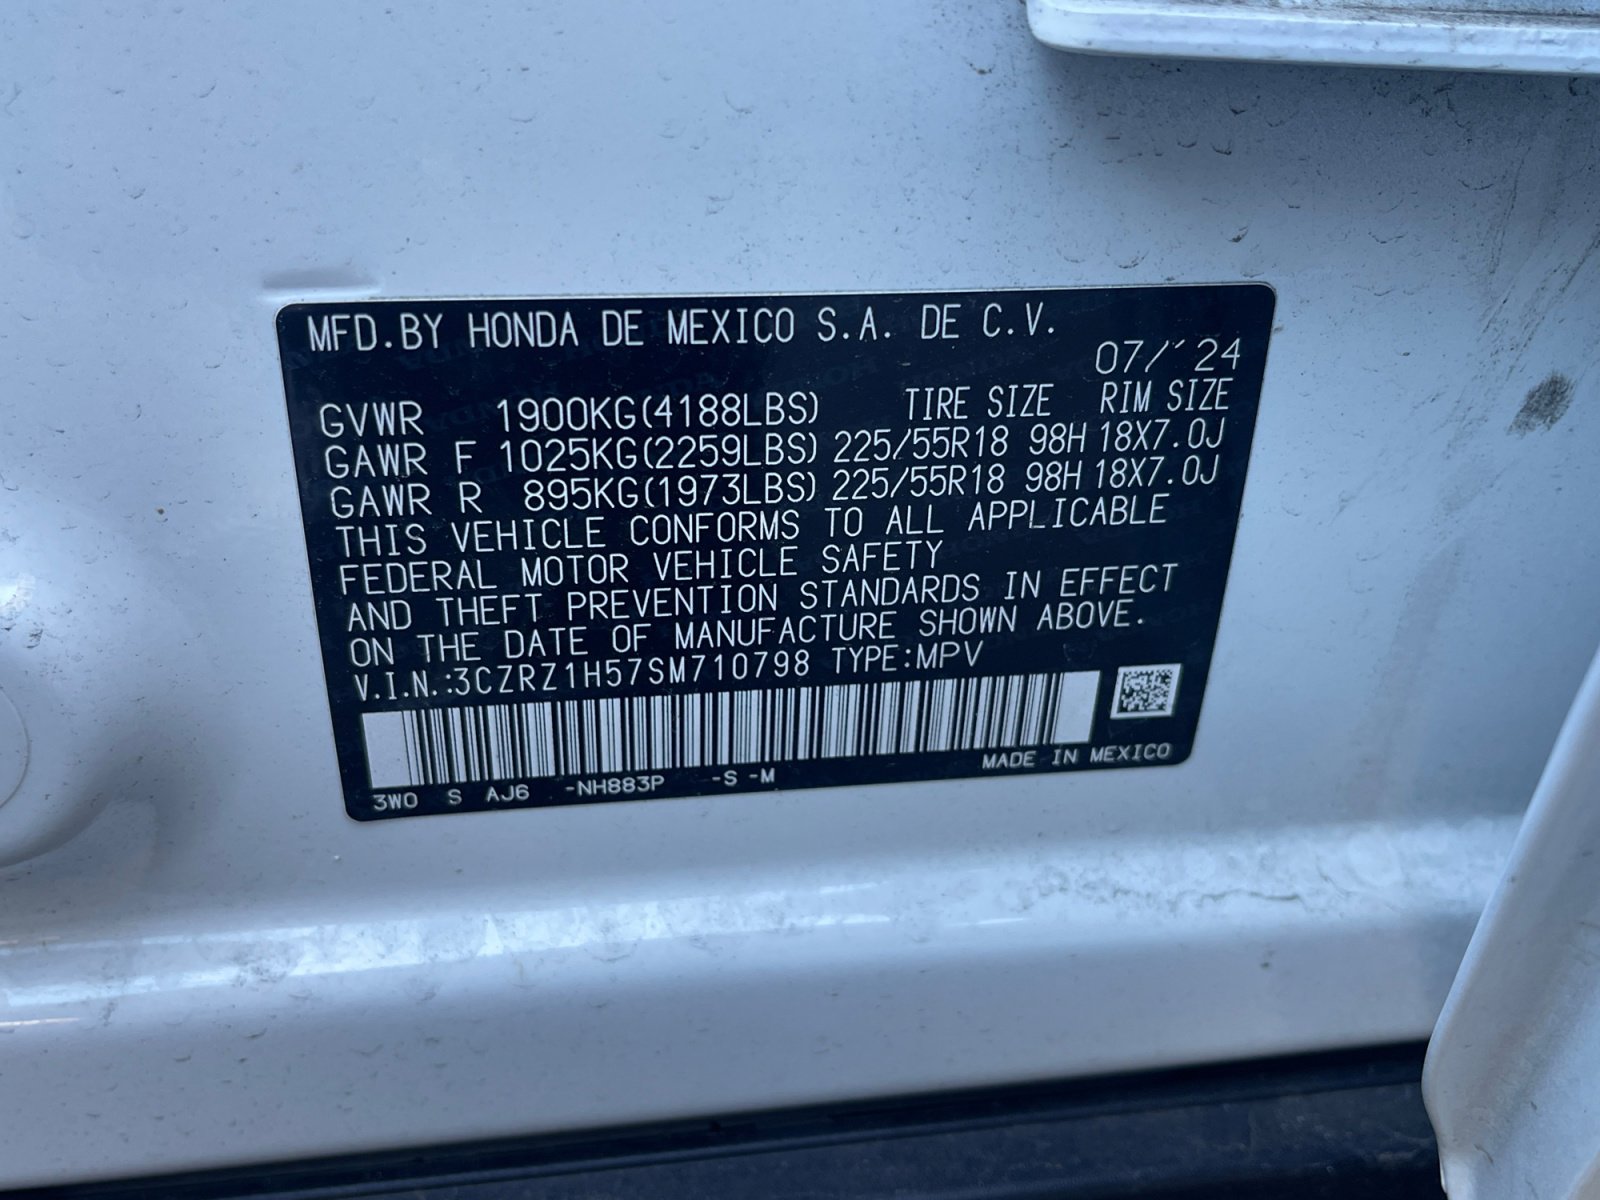 MFD.BY HONDA DE MEXICO S.A. DE C.V.
07/ 24
TIRE SIZE RIM SIZE
GVWR 1900KG(4188LBS)
GAWR F 1025KG(2259LBS) 225/55R18 98H 18X7.0J
GAWR R 895KG(1973LBS) 225/55R18 98H 18X7.0J
THIS VEHICLE CONFORMS TO ALL APPLICABLE
FEDERAL MOTOR VEHICLE SAFETY
AND THEFT PREVENTION STANDARDS IN EFFECT
ON THE DATE OF MANUFACTURE SHOWN ABOVE.
V.I.N.:3CZRZ1H57SM710798 TYPE:MPV
3WO S AJ6 -NH883P -S -M MADE IN MEXICO